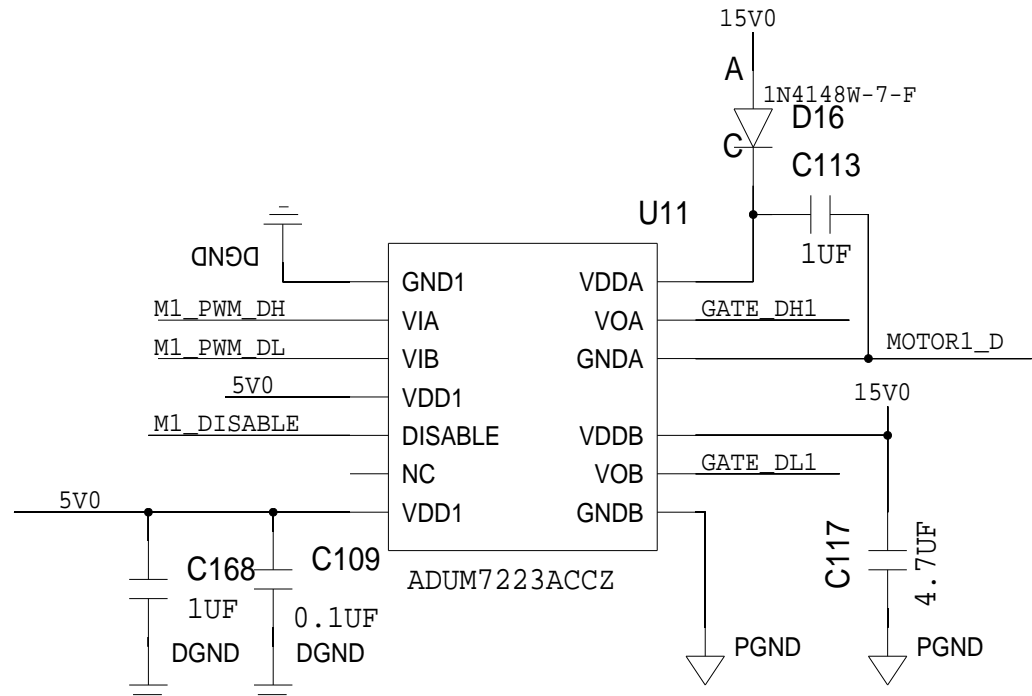 15V0
A
1N4148W-7-F
D16
C
C113
1UF
U11
DGND
GND1
VDDA
M1_PWM_DH
VIA
VOA
GATE_DH1
M1_PWM_DL
VIB
GNDA
MOTOR1_D
5V0
VDD1
15V0
M1_DISABLE
DISABLE
VDDB
NC
VOB
GATE_DL1
5V0
VDD1
GNDB
C168
1UF
C109
0.1UF
ADUM7223ACCZ
C117
4.7UF
DGND
DGND
PGND
PGND